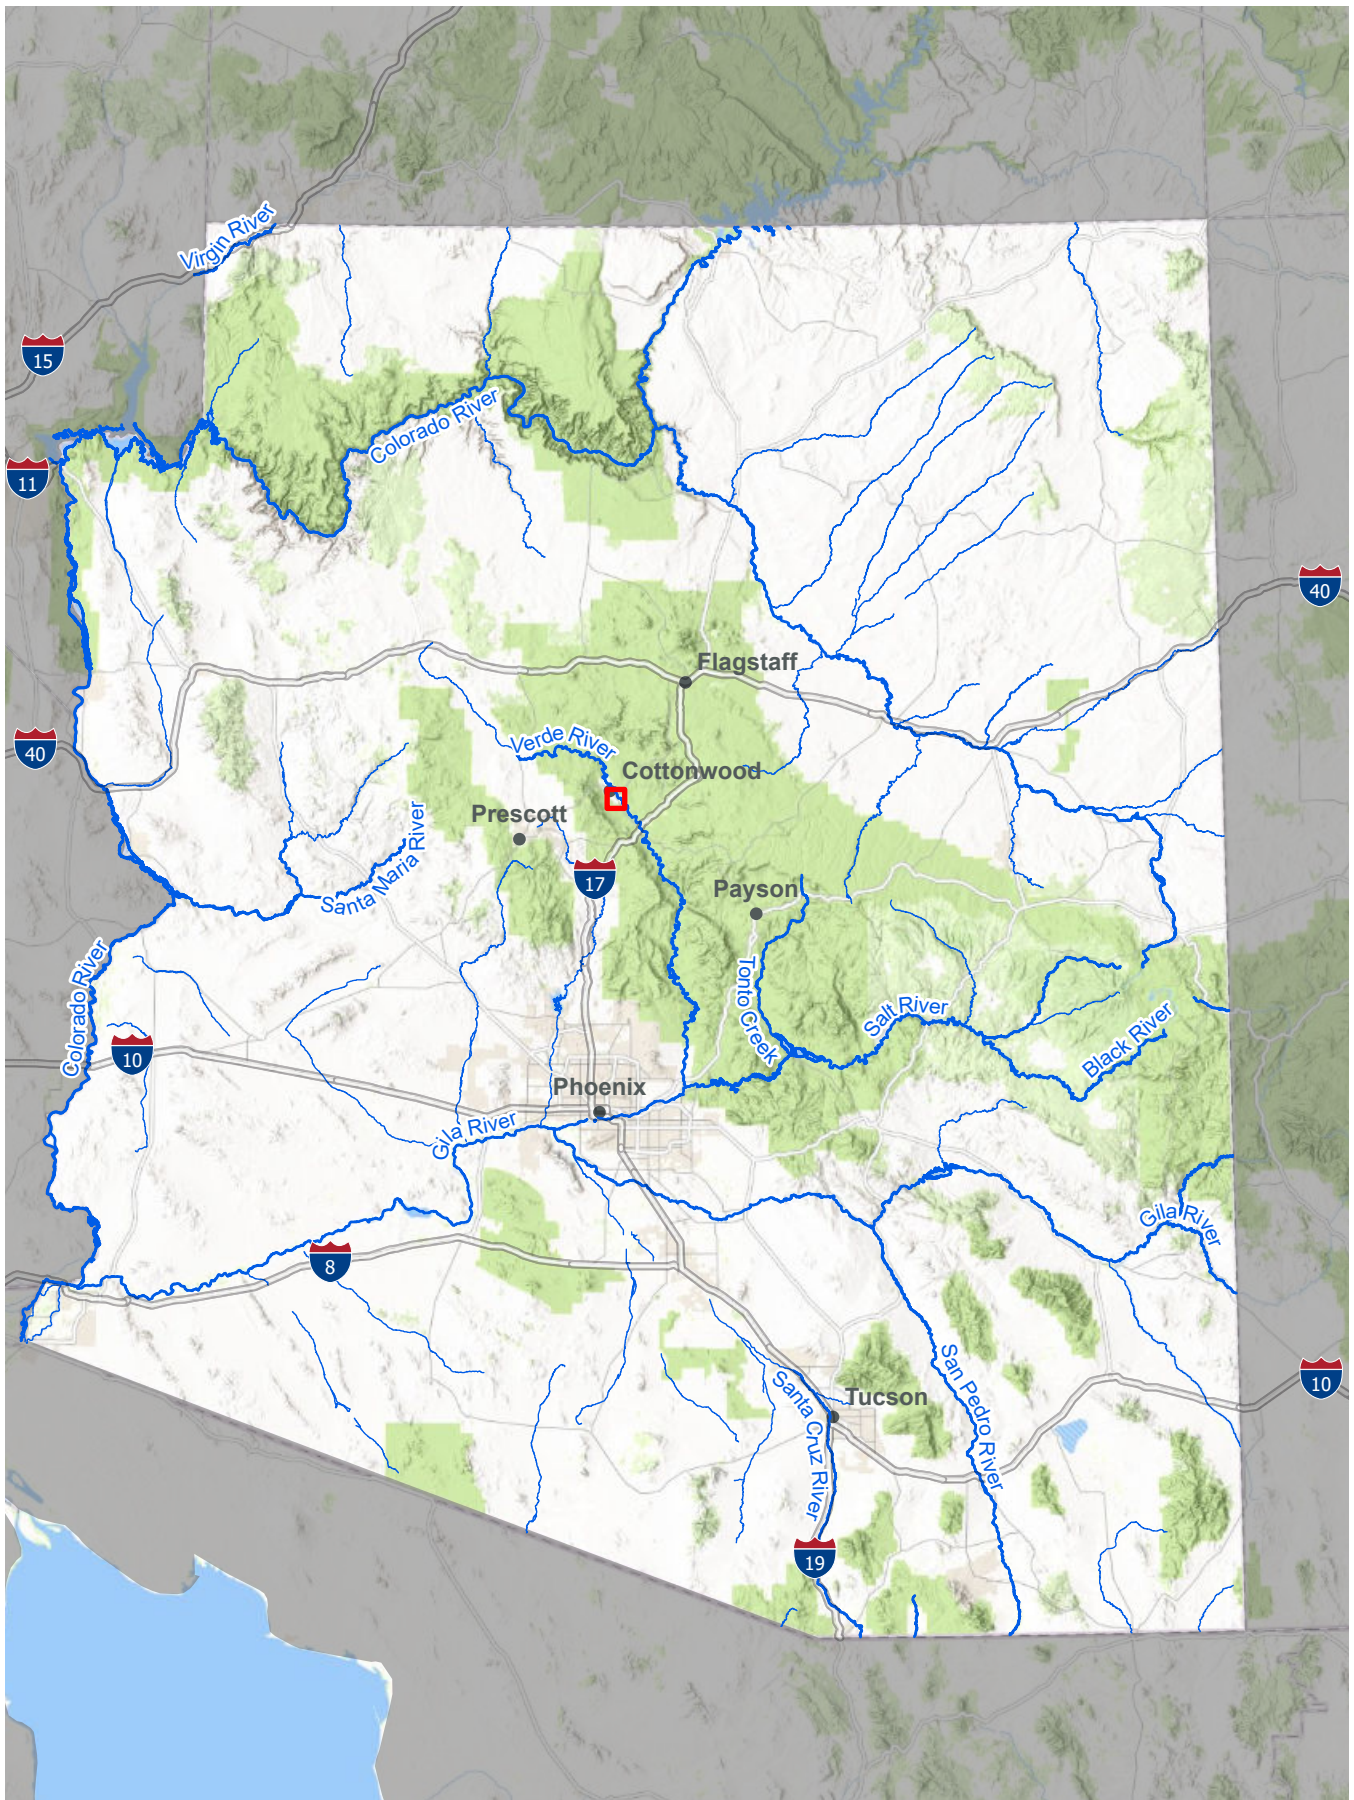 Virgin River
15
Colorado River
11
40
Flagstaff
Verde River
40
Cottonwood
Prescott
Santa Maria River
17
Payson
Colorado River
Tonto Creek
Salt River
Black River
10
Phoenix
Gila River
Gila River
8
San Pedro River
10
Santa Cruz River
Tucson
19